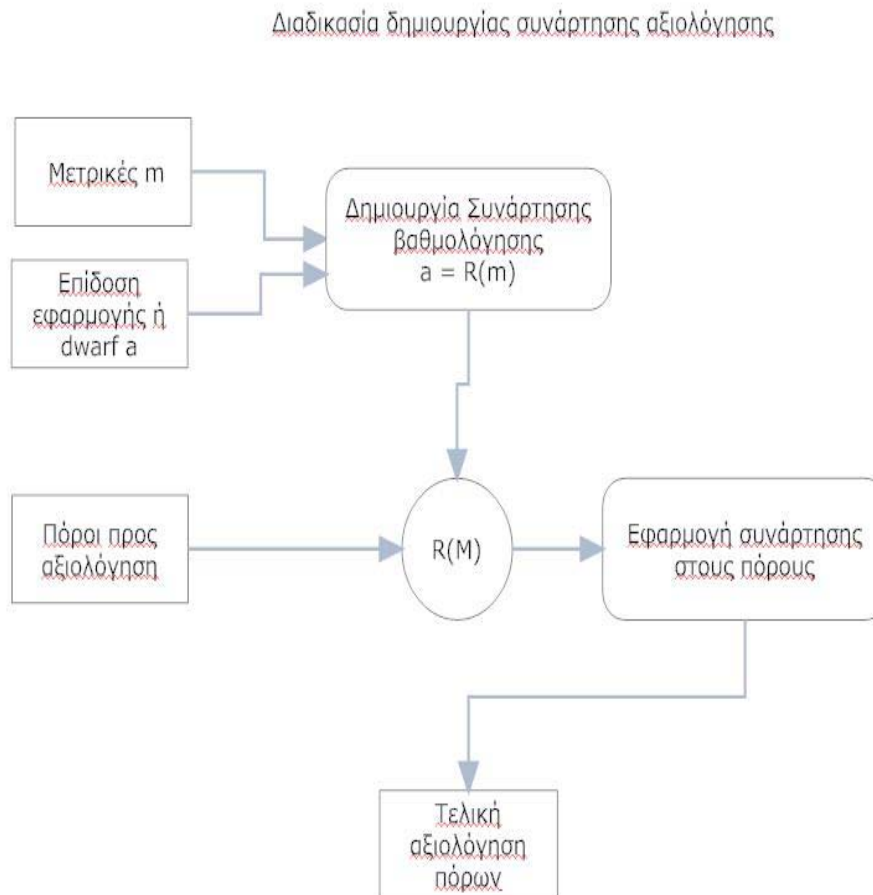 Διαδικασία δημιουργίας συνάρτησης αξιολόγησης
Μετρικές m
Δημιουργία Συνάρτησης
βαθμολόγησης
a = R(m)
Επίδοση
εφαρμογής ή
dwarf a
Πόροι προς
αξιολόγηση
R(M)
Εφαρμογή συνάρτησης
στους πόρους
Τελική
αξιολόγηση
πόρων